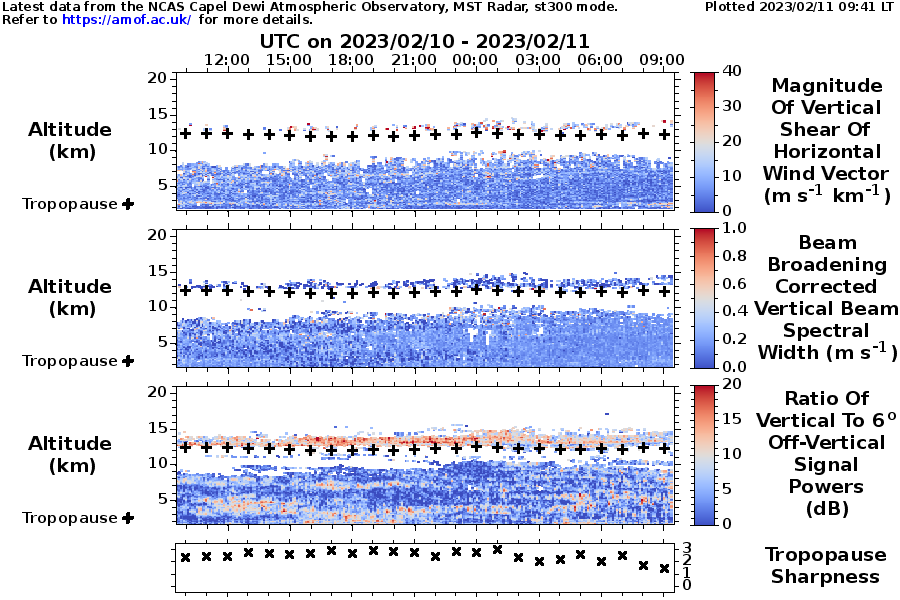 Latest data from the NCAS Capel Dewi Atmospheric Observatory, MST Radar, st300 mode.
Plotted 2023/02/11 09:41 LT
Refer to https://amof.ac.uk/ for more details.
UTC on 2023/02/10 - 2023/02/11
12:00 15:00 18:00 21:00 00:00 03:00 06:00 09:00
20
15
10
5
Altitude
(km)
Tropopause
40
30
20
10
0
Magnitude
Of Vertical
Shear Of
Horizontal
Wind Vector
(m s⁻¹ km⁻¹)
20
15
10
5
Altitude
(km)
Tropopause
1.0
0.8
0.6
0.4
0.2
0.0
Beam
Broadening
Corrected
Vertical Beam
Spectral
Width (m s⁻¹)
20
15
10
5
Altitude
(km)
Tropopause
20
15
10
5
0
Ratio Of
Vertical To 6°
Off-Vertical
Signal
Powers
(dB)
3
2
1
0
Tropopause
Sharpness